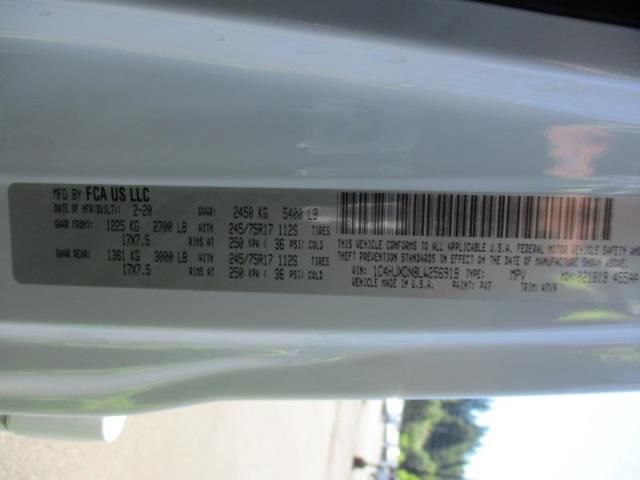 MFD BY FCA US LLC
DATE OF MFR(BUILT): 2-20 GVWR: 2450 KG 5400 LB
GAWR FRONT: 1225 KG 2700 LB WITH 245/75R17 112S TIRES
17X7.5 RIMS AT 250 KPA ( 36 PSI) COLD
GAWR REAR: 1361 KG 3000 LB WITH 245/75R17 112S TIRES
17X7.5 RIMS AT 250 KPA ( 36 PSI) COLD
THIS VEHICLE CONFORMS TO ALL APPLICABLE U.S.A. FEDERAL MOTOR VEHICLE SAFETY AND
THEFT PREVENTION STANDARDS IN EFFECT ON THE DATE OF MANUFACTURE SHOWN ABOVE.
VIN: 1C4HJXDN8LW256919 TYPE: MPV
VEHICLE MADE IN U.S.A. PAINT: PW7 TRIM: A7X9